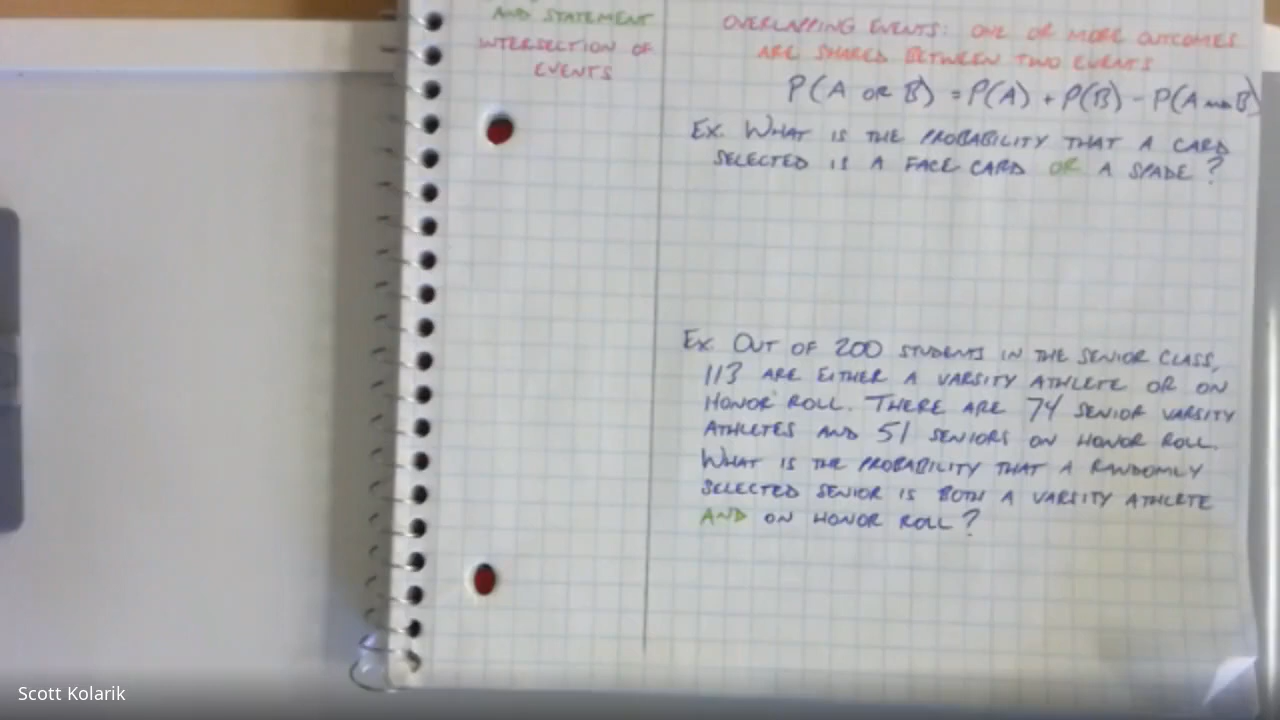 AND STATEMENT
INTERSECTION OF
EVENTS
OVERLAPPING EVENTS: ONE OR MORE OUTCOMES
ARE SHARED BETWEEN TWO EVENTS
P(A OR B) = P(A) + P(B) - P(A AND B)
EX. WHAT IS THE PROBABILITY THAT A CARD
SELECTED IS A FACE CARD OR A SPADE?
EX. OUT OF 200 STUDENTS IN THE SENIOR CLASS,
113 ARE EITHER A VARSITY ATHLETE OR ON
HONOR ROLL. THERE ARE 74 SENIOR VARSITY
ATHLETES AND 51 SENIORS ON HONOR ROLL.
WHAT IS THE PROBABILITY THAT A RANDOMLY
SELECTED SENIOR IS BOTH A VARSITY ATHLETE
AND ON HONOR ROLL?
Scott Kolarik